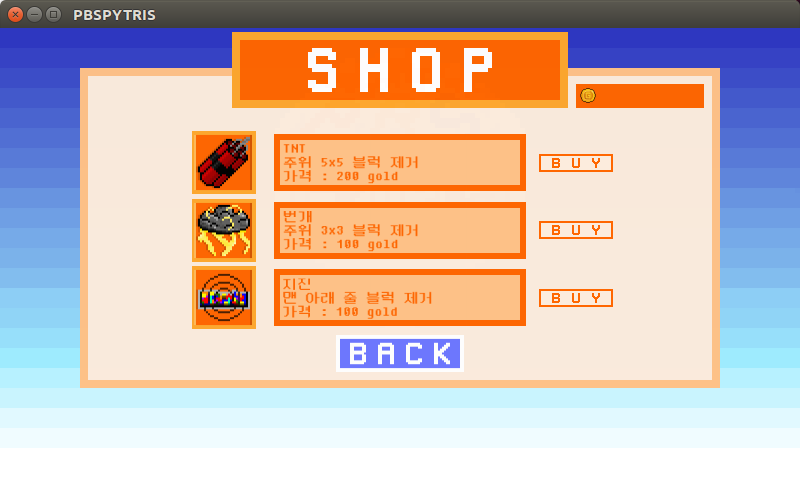 PBSPYTRIS
SHOP
TNT
주위 5x5 블럭 제거
가격 : 200 gold
BUY
번개
주위 3x3 블럭 제거
가격 : 100 gold
BUY
지진
맨 아래 줄 블럭 제거
가격 : 100 gold
BUY
BACK